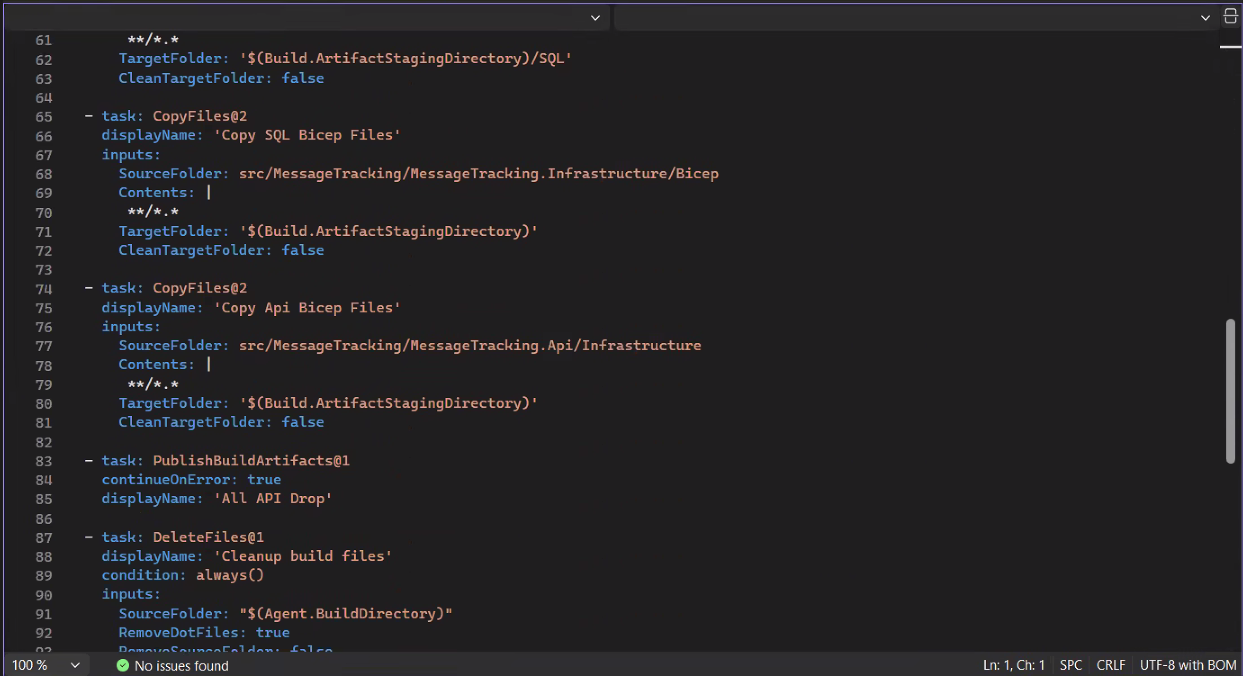 61 **/*.*
62 TargetFolder: '$(Build.ArtifactStagingDirectory)/SQL'
63 CleanTargetFolder: false
64
65 - task: CopyFiles@2
66 displayName: 'Copy SQL Bicep Files'
67 inputs:
68 SourceFolder: src/MessageTracking/MessageTracking.Infrastructure/Bicep
69 Contents: |
70 **/*.*
71 TargetFolder: '$(Build.ArtifactStagingDirectory)'
72 CleanTargetFolder: false
73
74 - task: CopyFiles@2
75 displayName: 'Copy Api Bicep Files'
76 inputs:
77 SourceFolder: src/MessageTracking/MessageTracking.Api/Infrastructure
78 Contents: |
79 **/*.*
80 TargetFolder: '$(Build.ArtifactStagingDirectory)'
81 CleanTargetFolder: false
82
83 - task: PublishBuildArtifacts@1
84 continueOnError: true
85 displayName: 'All API Drop'
86
87 - task: DeleteFiles@1
88 displayName: 'Cleanup build files'
89 condition: always()
90 inputs:
91 SourceFolder: "$(Agent.BuildDirectory)"
92 RemoveDotFiles: true
93 RemoveSourceFolder: false
100 % No issues found Ln: 1, Ch: 1 SPC CRLF UTF-8 with BOM